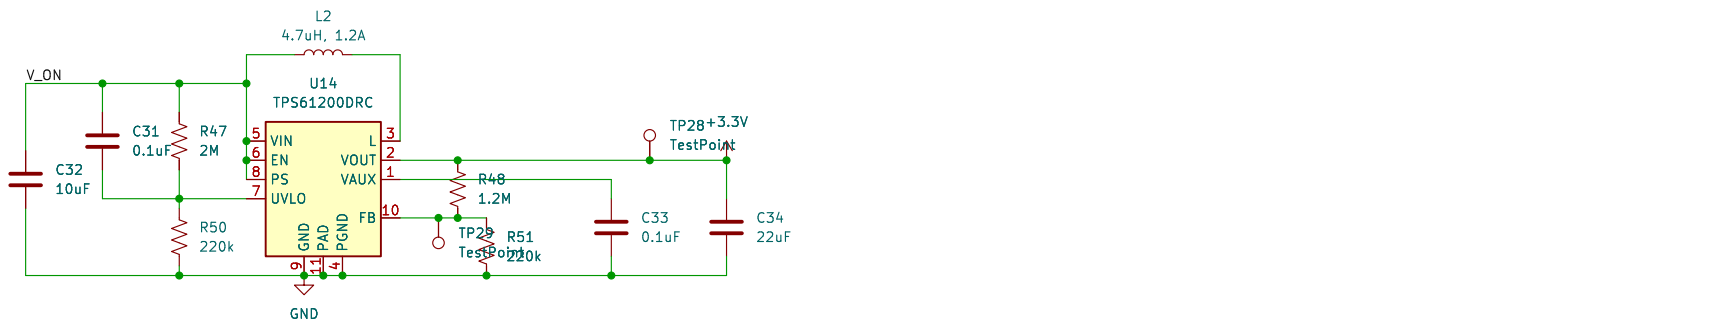 L2
4.7uH, 1.2A
V_ON
U14
TPS61200DRC
C31
0.1uF
R47
2M
C32
10uF
R50
220k
5
VIN
6
EN
8
PS
7
UVLO
L
3
VOUT
2
VAUX
1
FB
10
GND
PAD
PGND
9
11
4
GND
R48
1.2M
TP29
TestPoint
R51
220k
TP28
TestPoint
+3.3V
C33
0.1uF
C34
22uF